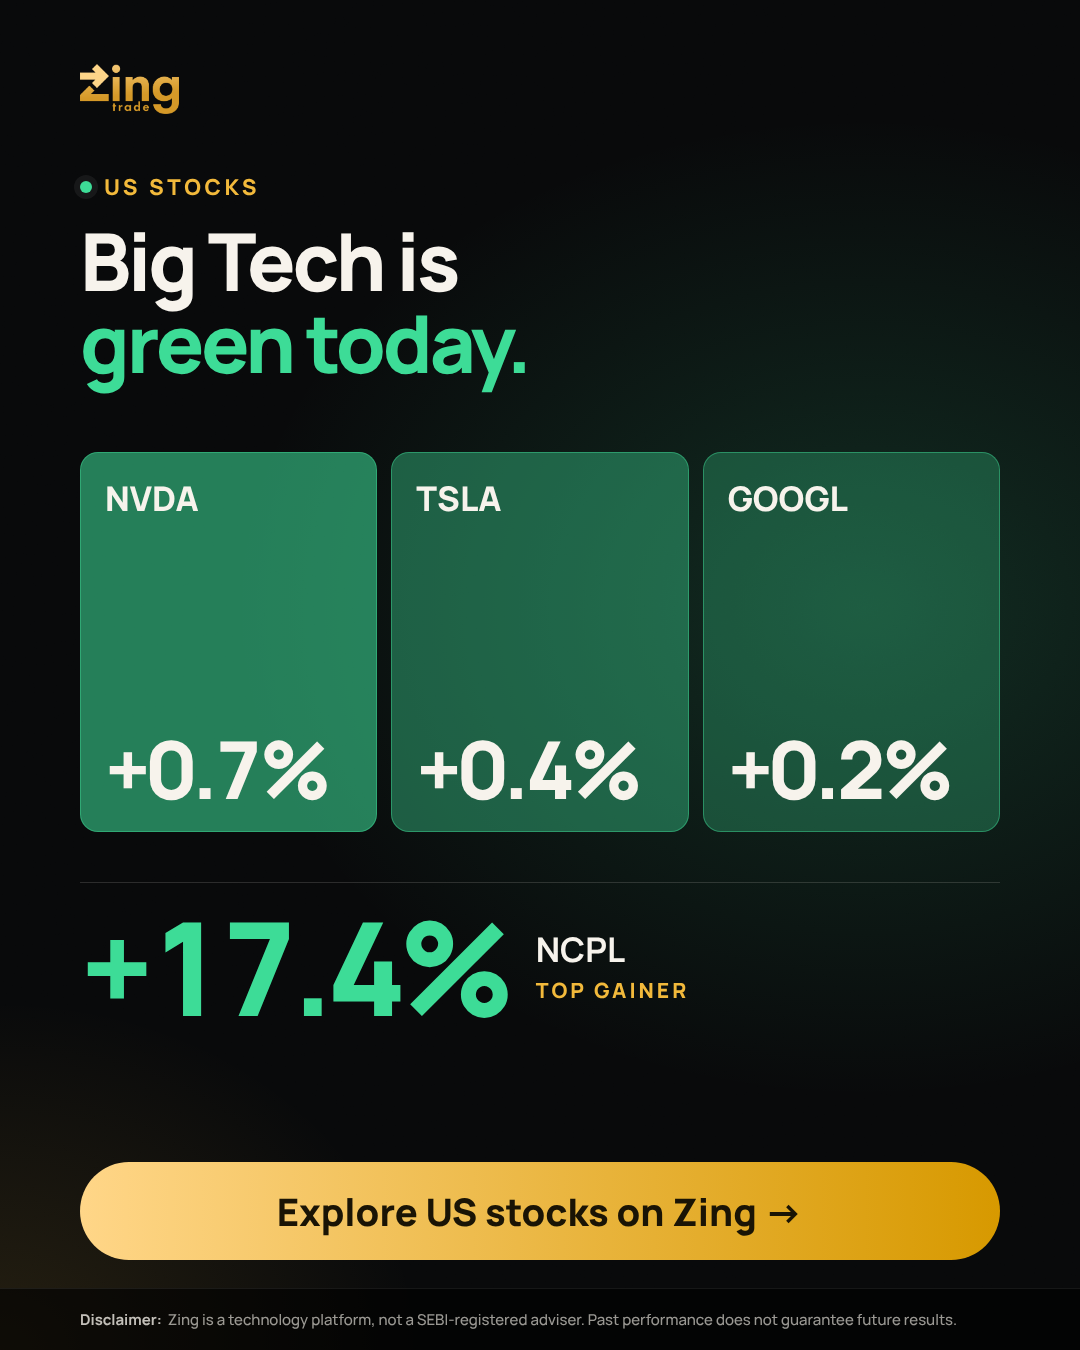 Zing
trade
US STOCKS
Big Tech is
green today.
NVDA
TSLA
GOOGL
+0.7%
+0.4%
+0.2%
+17.4%
NCPL
TOP GAINER
Explore US stocks on Zing →
Disclaimer: Zing is a technology platform, not a SEBI-registered adviser. Past performance does not guarantee future results.